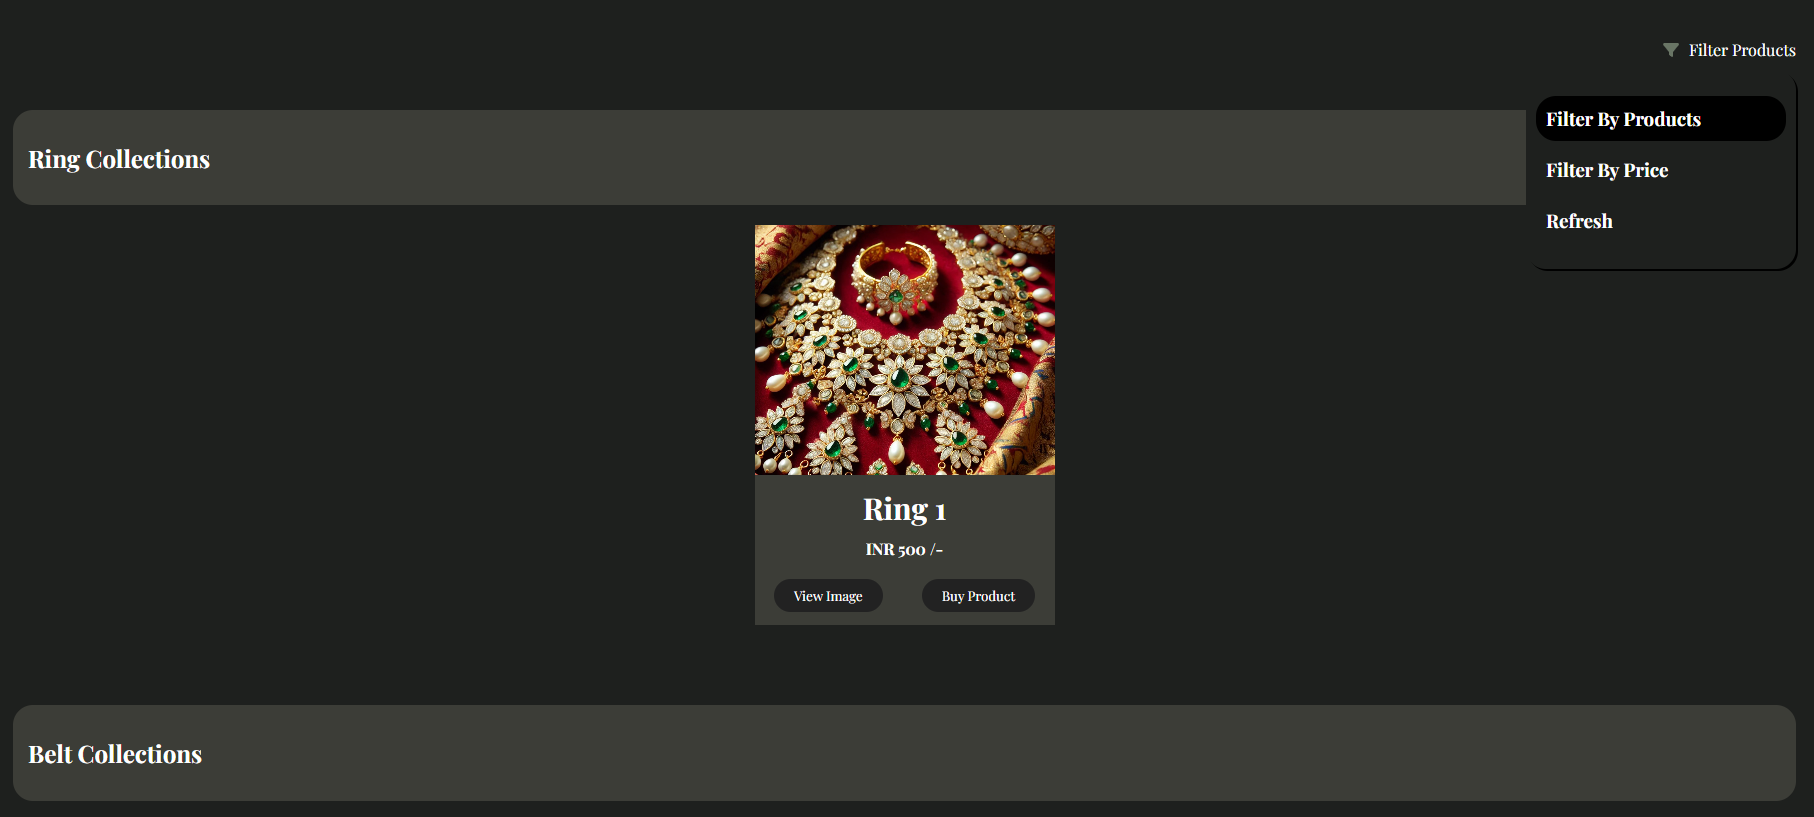 Filter Products
Filter By Products
Filter By Price
Refresh
Ring Collections
Ring 1
INR 500 /-
View Image
Buy Product
Belt Collections